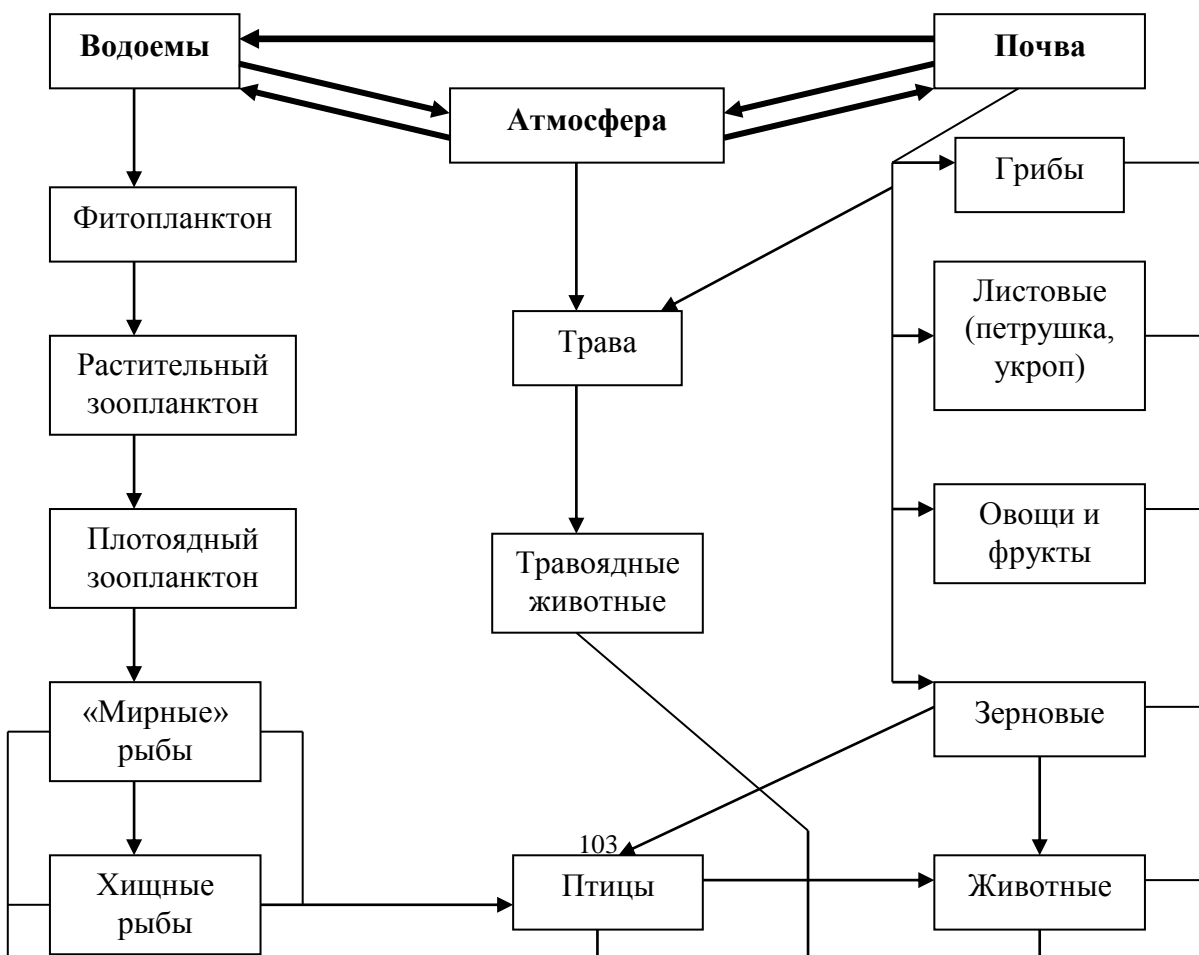 Водоемы
Почва
Атмосфера
Грибы
Фитопланктон
Листовые
(петрушка,
укроп)
Трава
Растительный
зоопланктон
Овощи и
фрукты
Плотоядный
зоопланктон
Травоядные
животные
«Мирные»
рыбы
Зерновые
103
Хищные
рыбы
Птицы
Животные